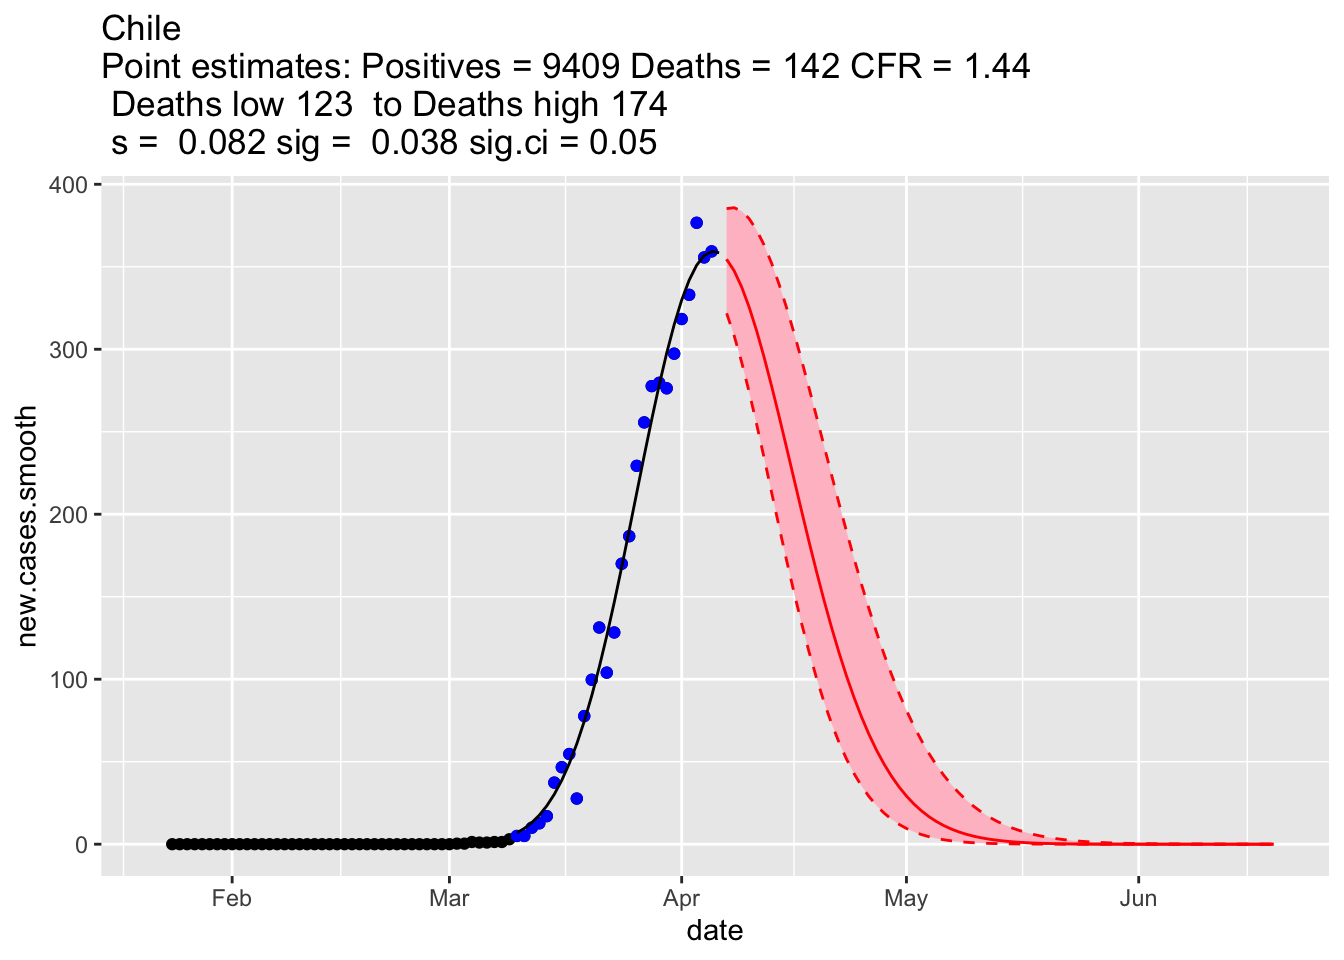 Chile
Point estimates: Positives = 9409 Deaths = 142 CFR = 1.44
Deaths low 123  to Deaths high 174
s =  0.082 sig =  0.038 sig.ci = 0.05
400
300
200
100
0
new.cases.smooth
Feb Mar Apr May Jun
date